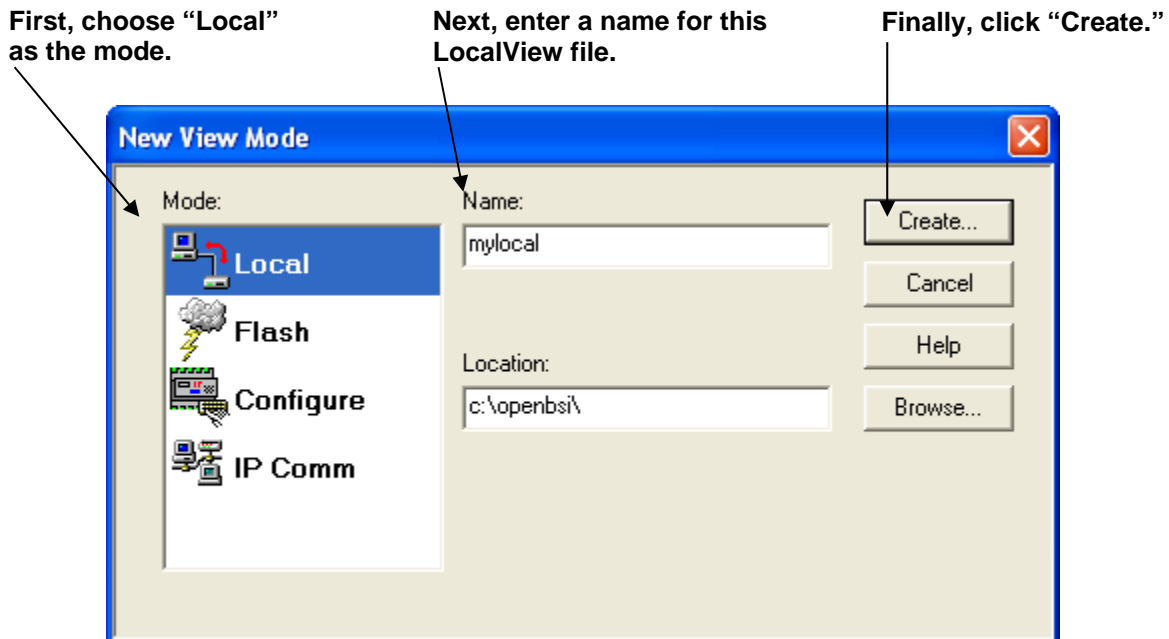 First, choose “Local”
as the mode.
Next, enter a name for this
LocalView file.
Finally, click “Create.”
New View Mode
Mode:
Local
Flash
Configure
IP Comm
Name:
mylocal
Location:
c:\openbsi\
Create...
Cancel
Help
Browse...